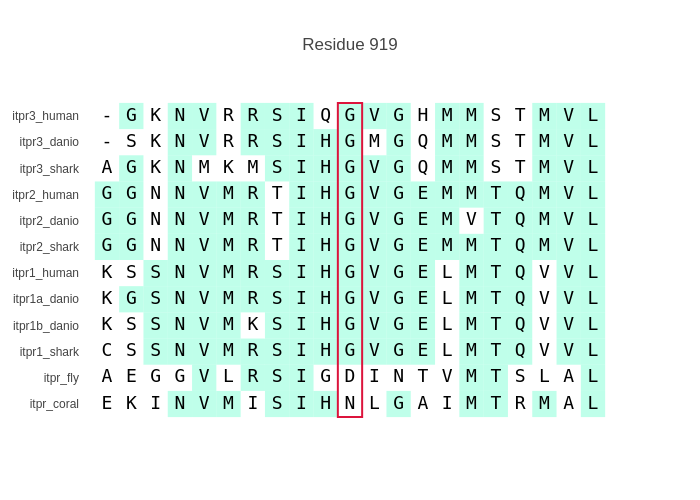 Residue 919
itpr3_human - G K N V R R S I Q G V G H M M S T M V L
itpr3_danio - S K N V R R S I H G M G Q M M S T M V L
itpr3_shark A G K N M K M S I H G V G Q M M S T M V L
itpr2_human G G N N V M R T I H G V G E M M T Q M V L
itpr2_danio G G N N V M R T I H G V G E M V T Q M V L
itpr2_shark G G N N V M R T I H G V G E M M T Q M V L
itpr1_human K S S N V M R S I H G V G E L M T Q V V L
itpr1a_danio K G S N V M R S I H G V G E L M T Q V V L
itpr1b_danio K S S N V M K S I H G V G E L M T Q V V L
itpr1_shark C S S N V M R S I H G V G E L M T Q V V L
itpr_fly A E G G V L R S I G D I N T V M T S L A L
itpr_coral E K I N V M I S I H N L G A I M T R M A L